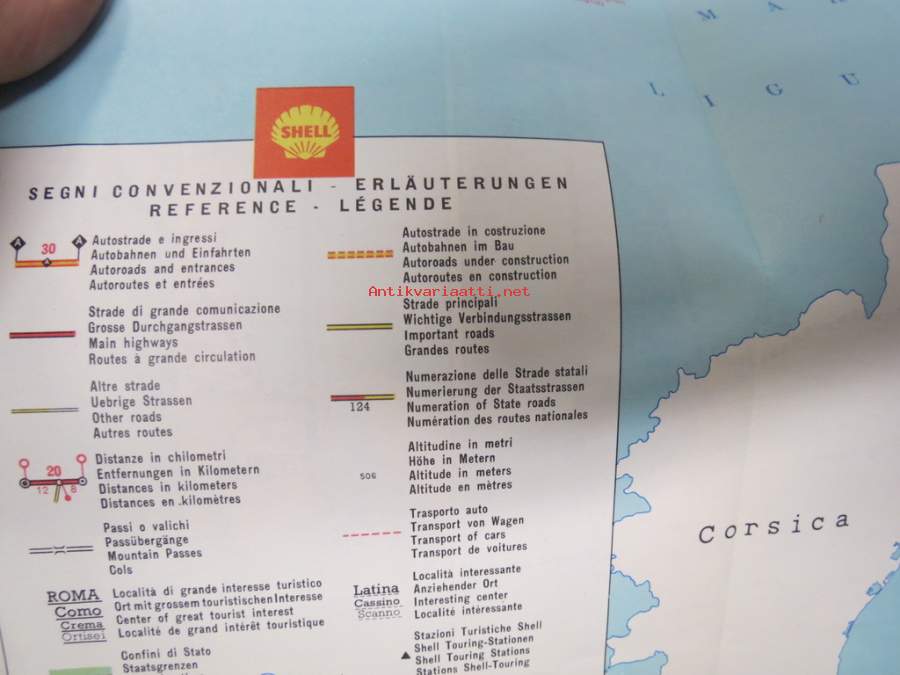 M A
L I G U
SHELL
SEGNI CONVENZIONALI - ERLÄUTERUNGEN
REFERENCE - LÉGENDE
A 30 A
A
Autostrade e ingressi
Autobahnen und Einfahrten
Autoroads and entrances
Autoroutes et entrées
Autostrade in costruzione
Autobahnen im Bau
Autoroads under construction
Autoroutes en construction
Antikvariaatti.net
Strade di grande comunicazione
Grosse Durchgangstrassen
Main highways
Routes à grande circulation
Strade principali
Wichtige Verbindungsstrassen
Important roads
Grandes routes
Altre strade
Uebrige Strassen
Other roads
Autres routes
124
Numerazione delle Strade statali
Numerierung der Staatsstrassen
Numeration of State roads
Numération des routes nationales
20
12 8
Distanze in chilometri
Entfernungen in Kilometern
Distances in kilometers
Distances en kilomètres
506
Altitudine in metri
Höhe in Metern
Altitude in meters
Altitude en mètres
Passi o valichi
Passübergänge
Mountain Passes
Cols
Trasporto auto
Transport von Wagen
Transport of cars
Transport de voitures
Corsica
ROMA
Como
Crema
Ortisei
Località di grande interesse turistico
Ort mit grossem touristischen Interesse
Center of great tourist interest
Localité de grand intérêt touristique
Latina
Cassino
Scanno
Località interessante
Anziehender Ort
Interesting center
Localité intéressante
Confini di Stato
Staatsgrenzen
Stazioni Turistiche Shell
Shell Touring-Stationen
Shell Touring Stations
Stations Shell-Touring